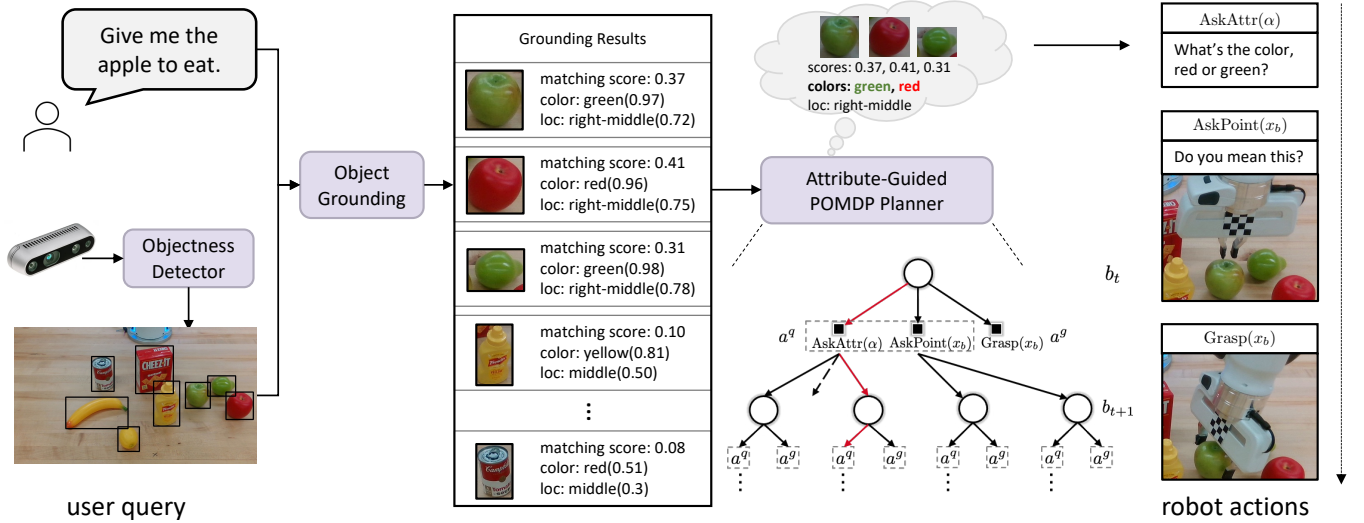 Give me the
apple to eat.
Objectness
Detector
CHEEZ-IT
user query
Object
Grounding
Grounding Results
matching score: 0.37
color: green(0.97)
loc: right-middle(0.72)
matching score: 0.41
color: red(0.96)
loc: right-middle(0.75)
matching score: 0.31
color: green(0.98)
loc: right-middle(0.78)
matching score: 0.10
color: yellow(0.81)
loc: middle(0.50)
⋮
matching score: 0.08
color: red(0.51)
loc: middle(0.3)
scores: 0.37, 0.41, 0.31
colors: green, red
loc: right-middle
Attribute-Guided
POMDP Planner
b_t
a^q AskAttr(α) AskPoint(x_b) Grasp(x_b) a^g
b_{t+1}
a^q a^g a^q a^g a^q a^g a^q a^g
⋮ ⋮ ⋮ ⋮
AskAttr(α)
What's the color,
red or green?
AskPoint(x_b)
Do you mean this?
Grasp(x_b)
robot actions